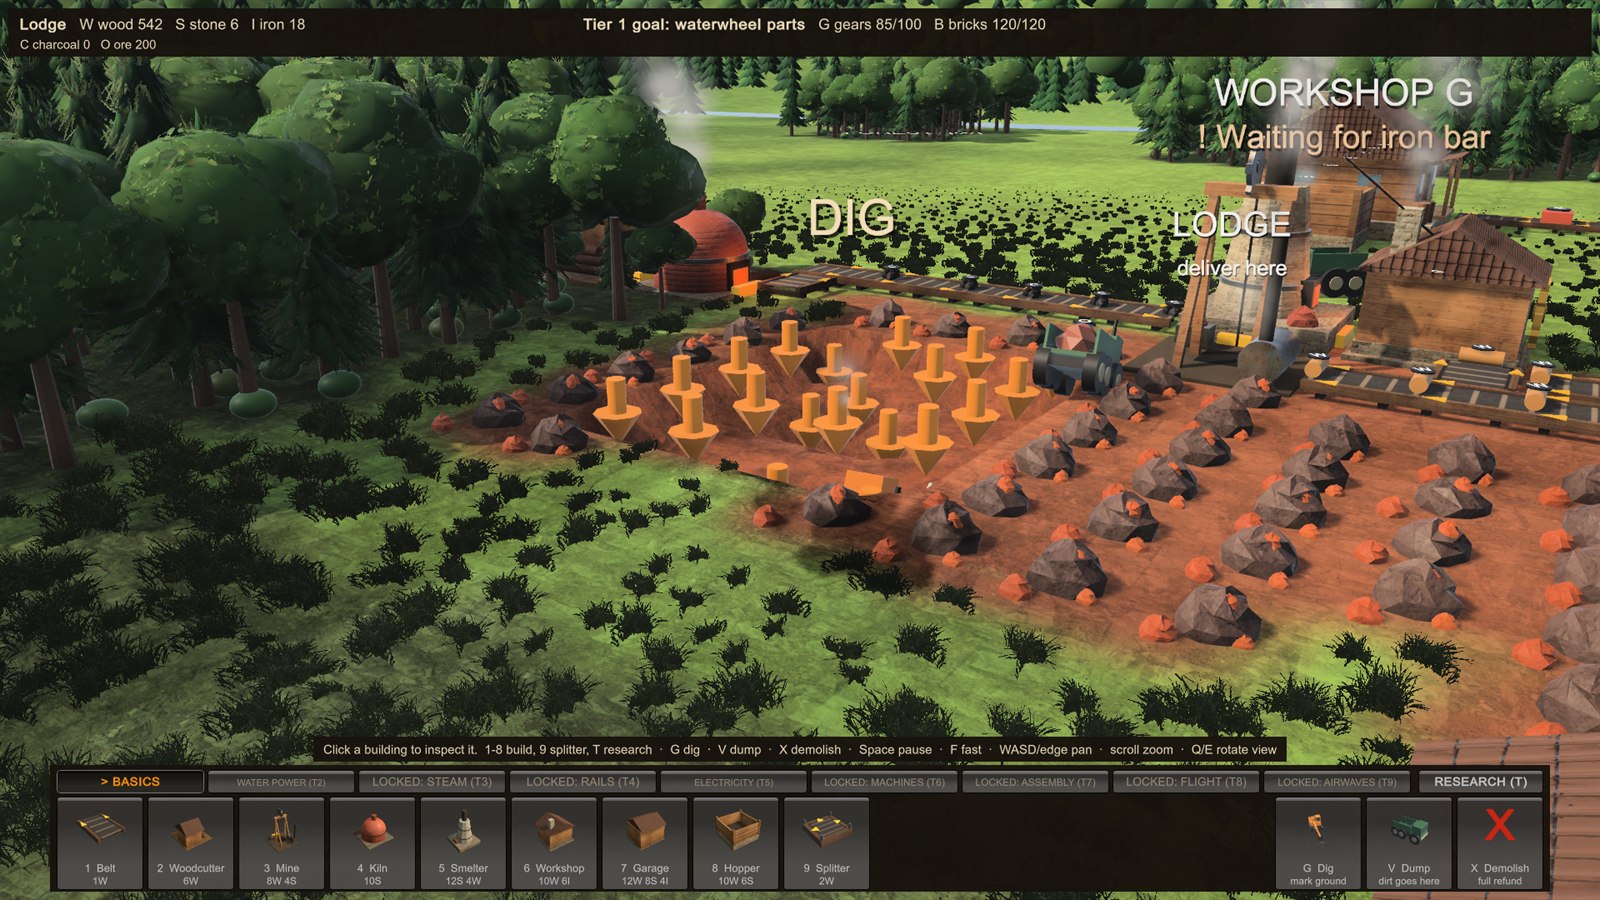 Lodge W wood 542 S stone 6 I iron 18
C charcoal 0 O ore 200
Tier 1 goal: waterwheel parts G gears 85/100 B bricks 120/120
WORKSHOP G
! Waiting for iron bar
DIG
LODGE
deliver here
Click a building to inspect it. 1-8 build, 9 splitter, T research · G dig · V dump · X demolish · Space pause · F fast · WASD/edge pan · scroll zoom · Q/E rotate view
> BASICS
WATER POWER (T2)
LOCKED: STEAM (T3)
LOCKED: RAILS (T4)
ELECTRICITY (T5)
LOCKED: MACHINES (T6)
LOCKED: ASSEMBLY (T7)
LOCKED: FLIGHT (T8)
LOCKED: AIRWAVES (T9)
RESEARCH (T)
1 Belt
1W
2 Woodcutter
6W
3 Mine
8W 4S
4 Kiln
10S
5 Smelter
12S 4W
6 Workshop
10W 6I
7 Garage
12W 8S 4I
8 Hopper
10W 6S
9 Splitter
2W
G Dig
mark ground
V Dump
dirt goes here
X Demolish
full refund